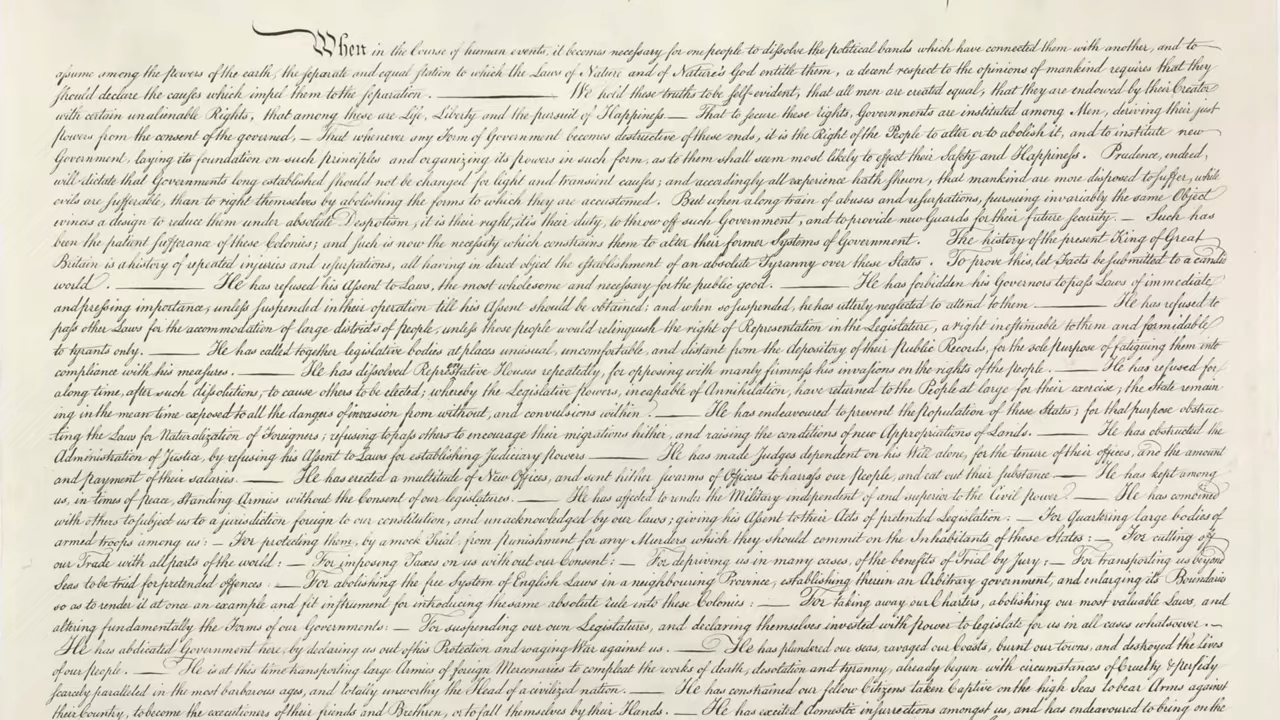 When in the Course of human events, it becomes necessary for one people to dissolve the political bands which have connected them with another, and to
assume among the powers of the earth, the separate and equal station to which the Laws of Nature and of Nature's God entitle them, a decent respect to the opinions of mankind requires that they
should declare the causes which impel them to the separation. ——— We hold these truths to be self-evident, that all men are created equal, that they are endowed by their Creator
with certain unalienable Rights, that among these are Life, Liberty and the pursuit of Happiness — That to secure these rights, Governments are instituted among Men, deriving their just
powers from the consent of the governed, — That whenever any Form of Government becomes destructive of these ends, it is the Right of the People to alter or to abolish it, and to institute new
Government, laying its foundation on such principles and organizing its powers in such form, as to them shall seem most likely to effect their Safety and Happiness. Prudence, indeed,
will dictate that Governments long established should not be changed for light and transient causes; and accordingly all experience hath shewn, that mankind are more disposed to suffer, while
evils are sufferable, than to right themselves by abolishing the forms to which they are accustomed. But when a long train of abuses and usurpations, pursuing invariably the same Object
evinces a design to reduce them under absolute Despotism, it is their right, it is their duty, to throw off such Government, and to provide new Guards for their future security. — Such has
been the patient sufferance of these Colonies; and such is now the necessity which constrains them to alter their former Systems of Government. The history of the present King of Great
Britain is a history of repeated injuries and usurpations, all having in direct object the establishment of an absolute Tyranny over these States. To prove this, let Facts be submitted to a candid
world. ——— He has refused his Assent to Laws, the most wholesome and necessary for the public good. ——— He has forbidden his Governors to pass Laws of immediate
and pressing importance, unless suspended in their operation till his Assent should be obtained; and when so suspended, he has utterly neglected to attend to them ——— He has refused to
pass other Laws for the accommodation of large districts of people, unless those people would relinquish the right of Representation in the Legislature, a right inestimable to them and formidable
to tyrants only. ——— He has called together legislative bodies at places unusual, uncomfortable, and distant from the depository of their Public Records, for the sole purpose of fatiguing them into
compliance with his measures. ——— He has dissolved Representative Houses repeatedly, for opposing with manly firmness his invasions on the rights of the people. ——— He has refused for
a long time, after such dissolutions, to cause others to be elected; whereby the Legislative powers, incapable of Annihilation, have returned to the People at large for their exercise; the State remain-
ing in the mean time exposed to all the dangers of invasion from without, and convulsions within. ——— He has endeavoured to prevent the population of these States; for that purpose obstruc-
ting the Laws for Naturalization of Foreigners; refusing to pass others to encourage their migrations hither, and raising the conditions of new Appropriations of Lands. ——— He has obstructed the
Administration of Justice, by refusing his Assent to Laws for establishing Judiciary powers ——— He has made Judges dependent on his Will alone, for the tenure of their offices, and the amount
and payment of their salaries. ——— He has erected a multitude of New Offices, and sent hither swarms of Officers to harrass our people, and eat out their substance. — He has kept among
us, in times of peace, Standing Armies without the Consent of our legislatures. ——— He has affected to render the Military independent of and superior to the Civil power. — He has combined
with others to subject us to a jurisdiction foreign to our constitution, and unacknowledged by our laws; giving his Assent to their Acts of pretended Legislation: — For Quartering large bodies of
armed troops among us: — For protecting them, by a mock Trial, from punishment for any Murders which they should commit on the Inhabitants of these States: — For cutting off
our Trade with all parts of the world: — For imposing Taxes on us without our Consent: — For depriving us in many cases, of the benefits of Trial by Jury: — For transporting us beyond
Seas to be tried for pretended offences — For abolishing the free System of English Laws in a neighbouring Province, establishing therein an Arbitrary government, and enlarging its Boundaries
so as to render it at once an example and fit instrument for introducing the same absolute rule into these Colonies: — For taking away our Charters, abolishing our most valuable Laws, and
altering fundamentally the Forms of our Governments: — For suspending our own Legislatures, and declaring themselves invested with power to legislate for us in all cases whatsoever. —
He has abdicated Government here, by declaring us out of his Protection and waging War against us. — He has plundered our seas, ravaged our Coasts, burnt our towns, and destroyed the Lives
of our people. — He is at this time transporting large Armies of foreign Mercenaries to compleat the works of death, desolation and tyranny, already begun with circumstances of Cruelty & perfidy
scarcely paralleled in the most barbarous ages, and totally unworthy the Head of a civilized nation. — He has constrained our fellow Citizens taken Captive on the high Seas to bear Arms against
their Country, to become the executioners of their friends and Brethren, or to fall themselves by their Hands. — He has excited domestic insurrections amongst us, and has endeavoured to bring on the